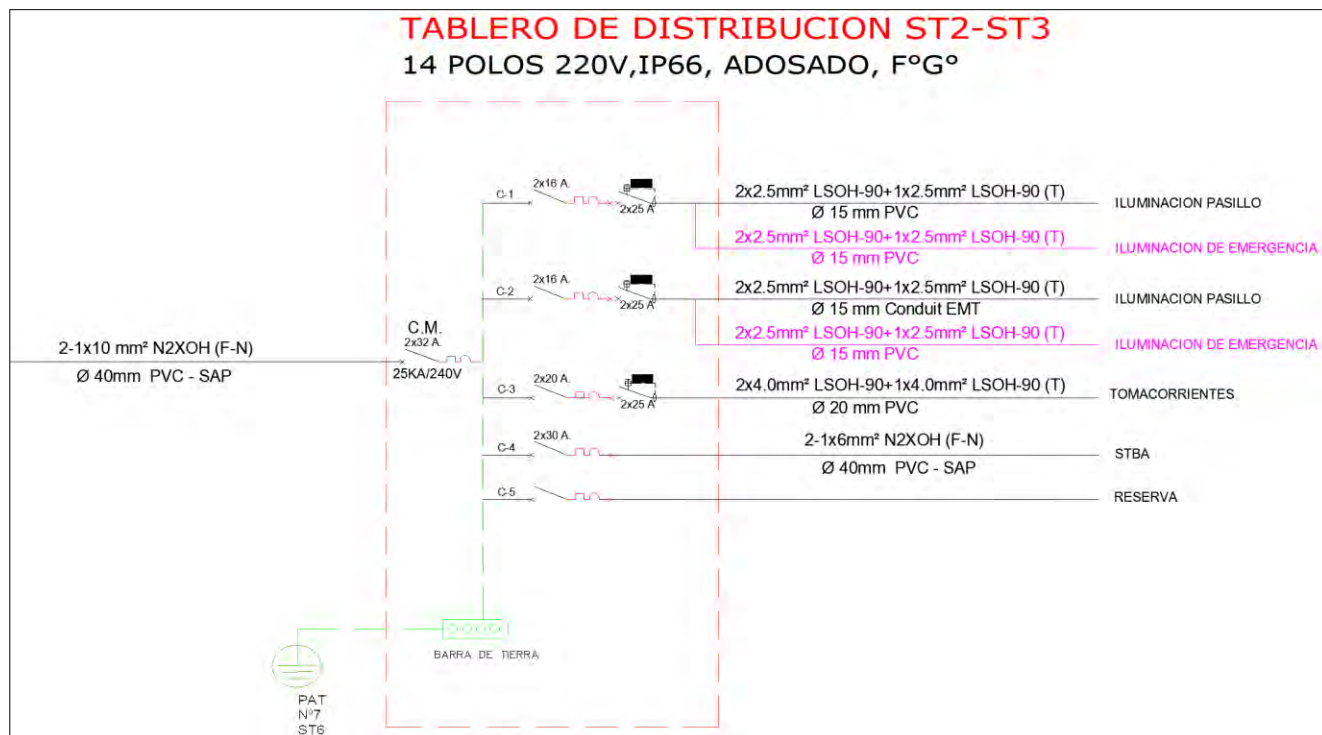 TABLERO DE DISTRIBUCION ST2-ST3
14 POLOS 220V,IP66, ADOSADO, F°G°
C-1
2x16 A.
2x25 A
2x2.5mm² LSOH-90+1x2.5mm² LSOH-90 (T)
Ø 15 mm PVC
ILUMINACION PASILLO
2x2.5mm² LSOH-90+1x2.5mm² LSOH-90 (T)
Ø 15 mm PVC
ILUMINACION DE EMERGENCIA
C-2
2x16 A.
2x25 A
2x2.5mm² LSOH-90+1x2.5mm² LSOH-90 (T)
Ø 15 mm Conduit EMT
ILUMINACION PASILLO
2x2.5mm² LSOH-90+1x2.5mm² LSOH-90 (T)
Ø 15 mm PVC
ILUMINACION DE EMERGENCIA
2-1x10 mm² N2XOH (F-N)
Ø 40mm PVC - SAP
C.M.
2x32 A.
25KA/240V
C-3
2x20 A.
2x25 A
2x4.0mm² LSOH-90+1x4.0mm² LSOH-90 (T)
Ø 20 mm PVC
TOMACORRIENTES
C-4
2x30 A.
2-1x6mm² N2XOH (F-N)
Ø 40mm PVC - SAP
STBA
C-5
RESERVA
BARRA DE TIERRA
PAT
N°7
ST6